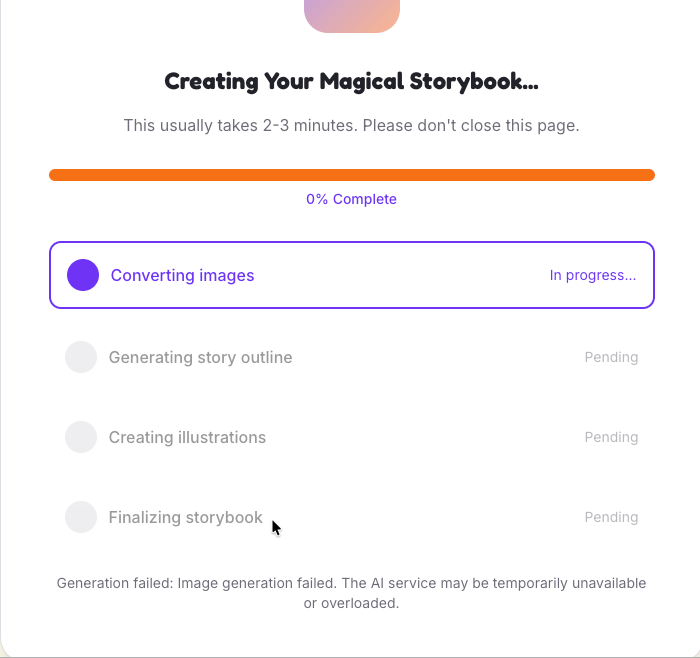 Creating Your Magical Storybook...
This usually takes 2-3 minutes. Please don't close this page.
0% Complete
Converting images In progress...
Generating story outline Pending
Creating illustrations Pending
Finalizing storybook Pending
Generation failed: Image generation failed. The AI service may be temporarily unavailable
or overloaded.